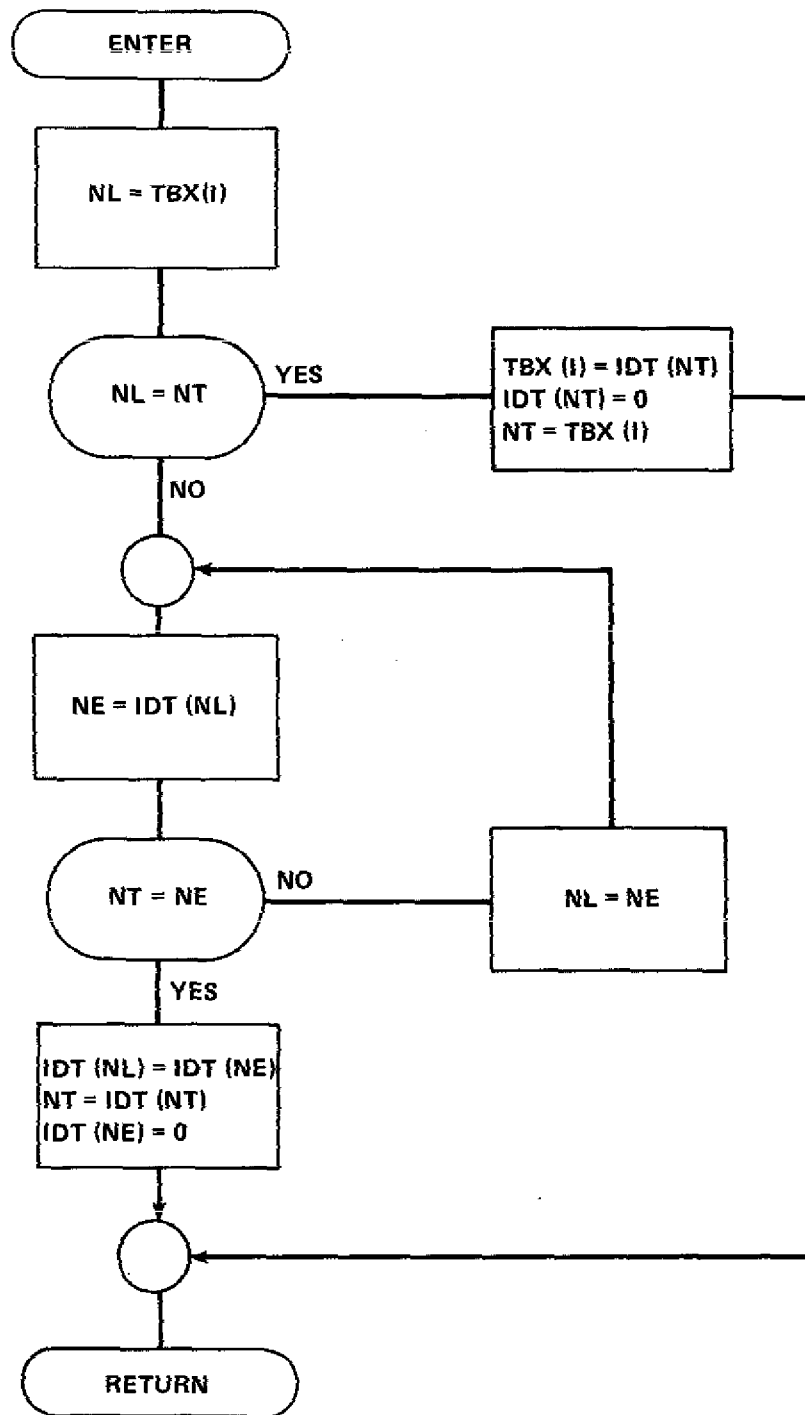 ENTER
NL = TBX(I)
NL = NT
YES
TBX (I) = IDT (NT)
IDT (NT) = 0
NT = TBX (I)
NO
NE = IDT (NL)
NT = NE
NO
NL = NE
YES
IDT (NL) = IDT (NE)
NT = IDT (NT)
IDT (NE) = 0
RETURN